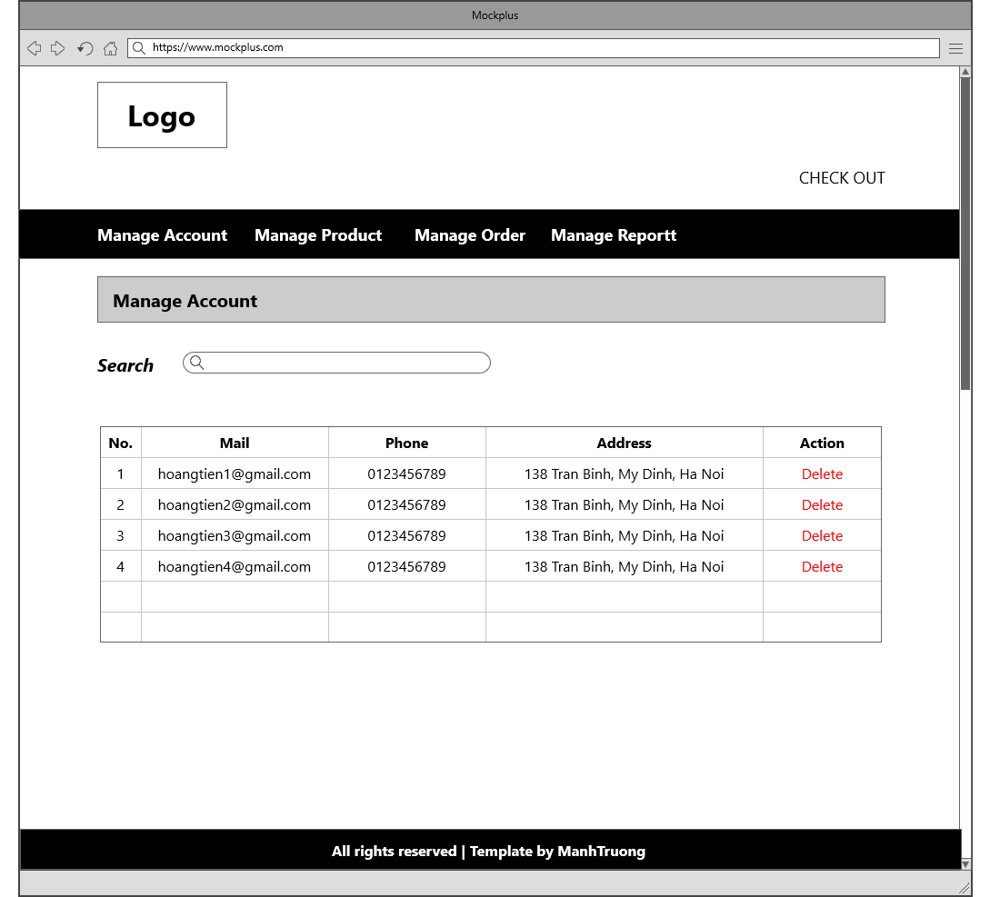 Mockplus
https://www.mockplus.com
Logo
CHECK OUT
Manage Account Manage Product Manage Order Manage Reportt
Manage Account
Search
No. Mail Phone Address Action
1 hoangtien1@gmail.com 0123456789 138 Tran Binh, My Dinh, Ha Noi Delete
2 hoangtien2@gmail.com 0123456789 138 Tran Binh, My Dinh, Ha Noi Delete
3 hoangtien3@gmail.com 0123456789 138 Tran Binh, My Dinh, Ha Noi Delete
4 hoangtien4@gmail.com 0123456789 138 Tran Binh, My Dinh, Ha Noi Delete
All rights reserved | Template by ManhTruong